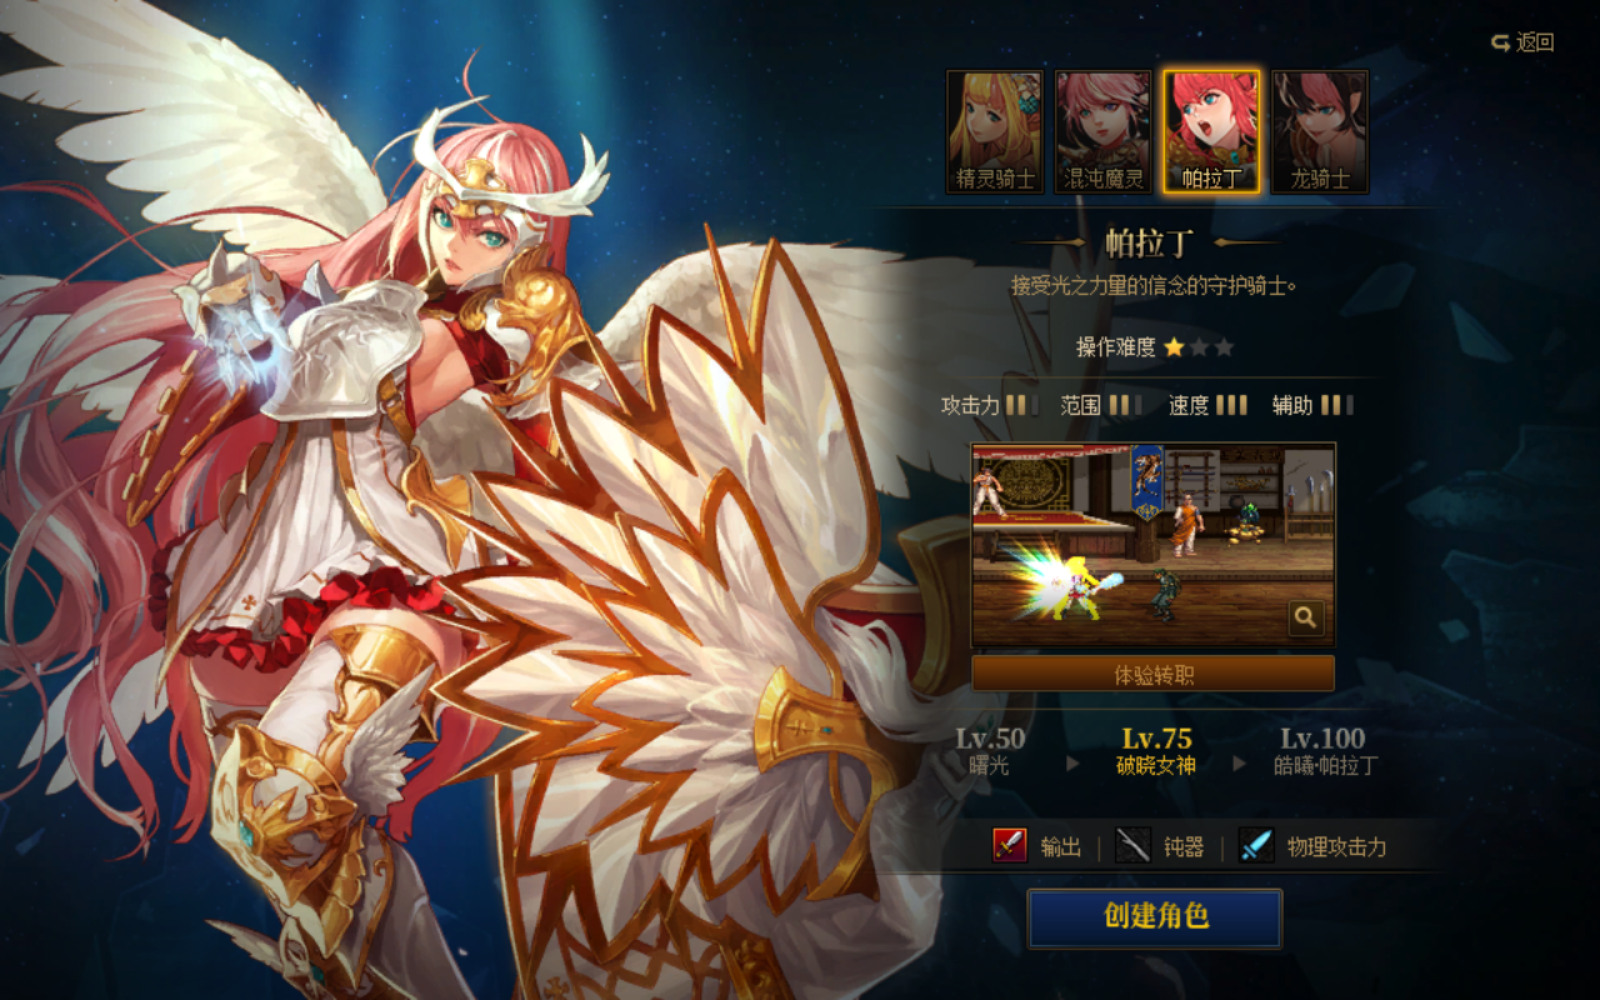 返回
精灵骑士
混沌魔灵
帕拉丁
龙骑士
帕拉丁
接受光之力里的信念的守护骑士。
操作难度
攻击力 范围 速度 辅助
体验转职
Lv.50 Lv.75 Lv.100
曙光 破晓女神 皓曦·帕拉丁
输出 | 钝器 | 物理攻击力
创建角色